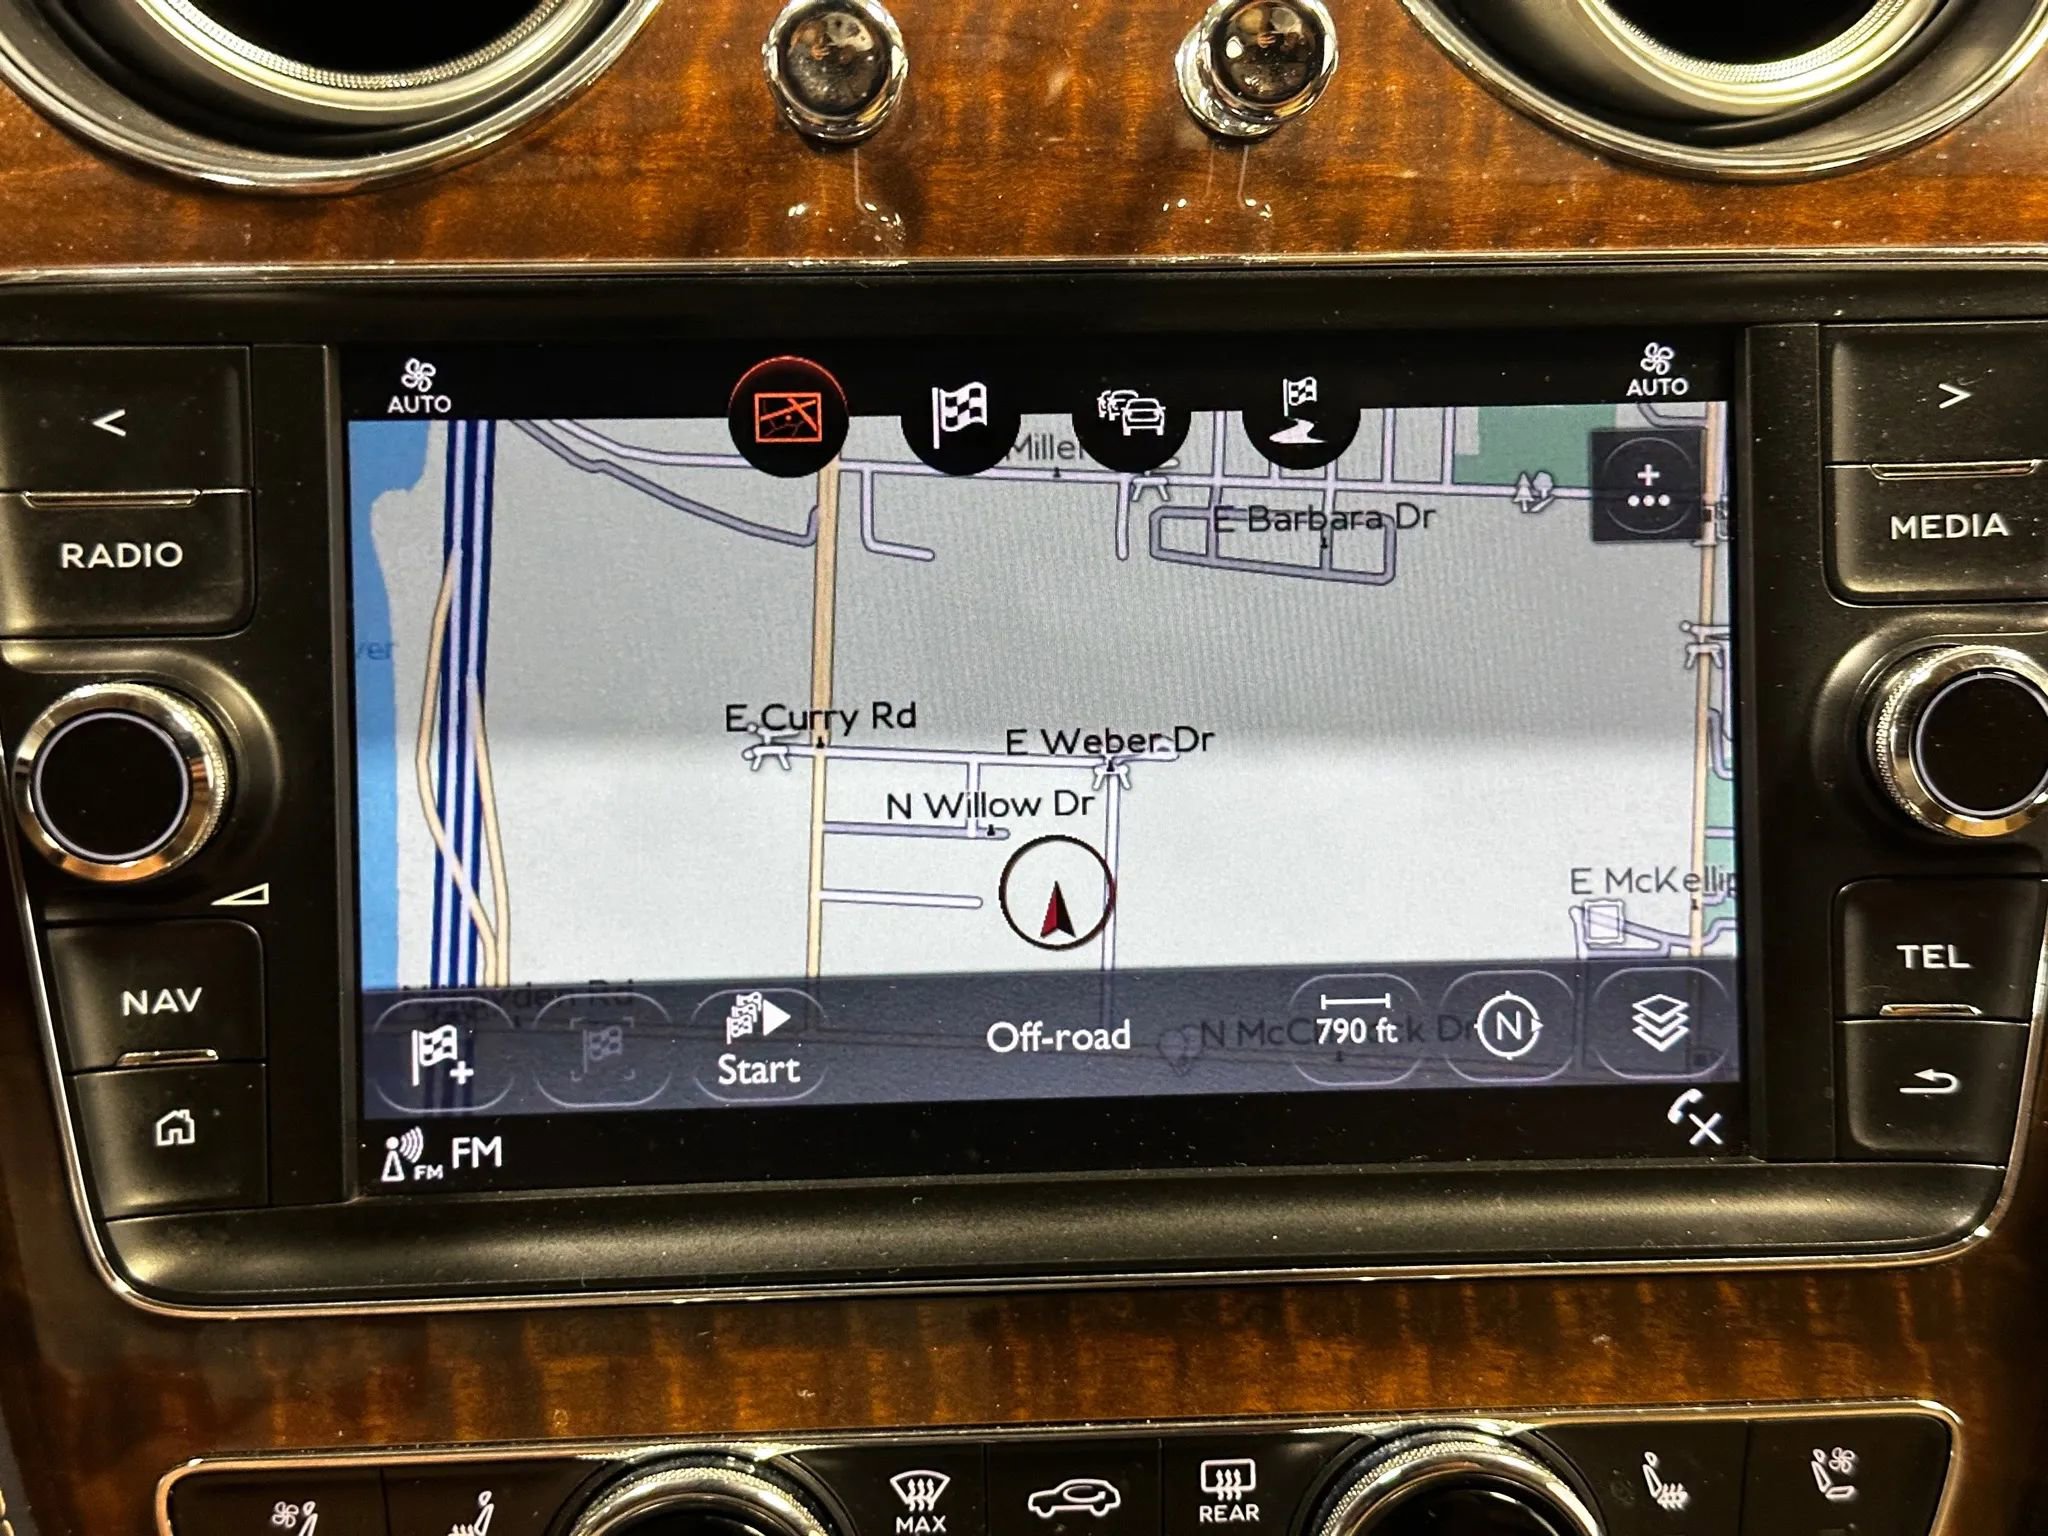 AUTO
AUTO
RADIO
MEDIA
E Barbara Dr
E Curry Rd
E Weber Dr
N Willow Dr
E McKellip
NAV
TEL
Start
Off-road
790 ft
N
FM
FM
MAX
REAR